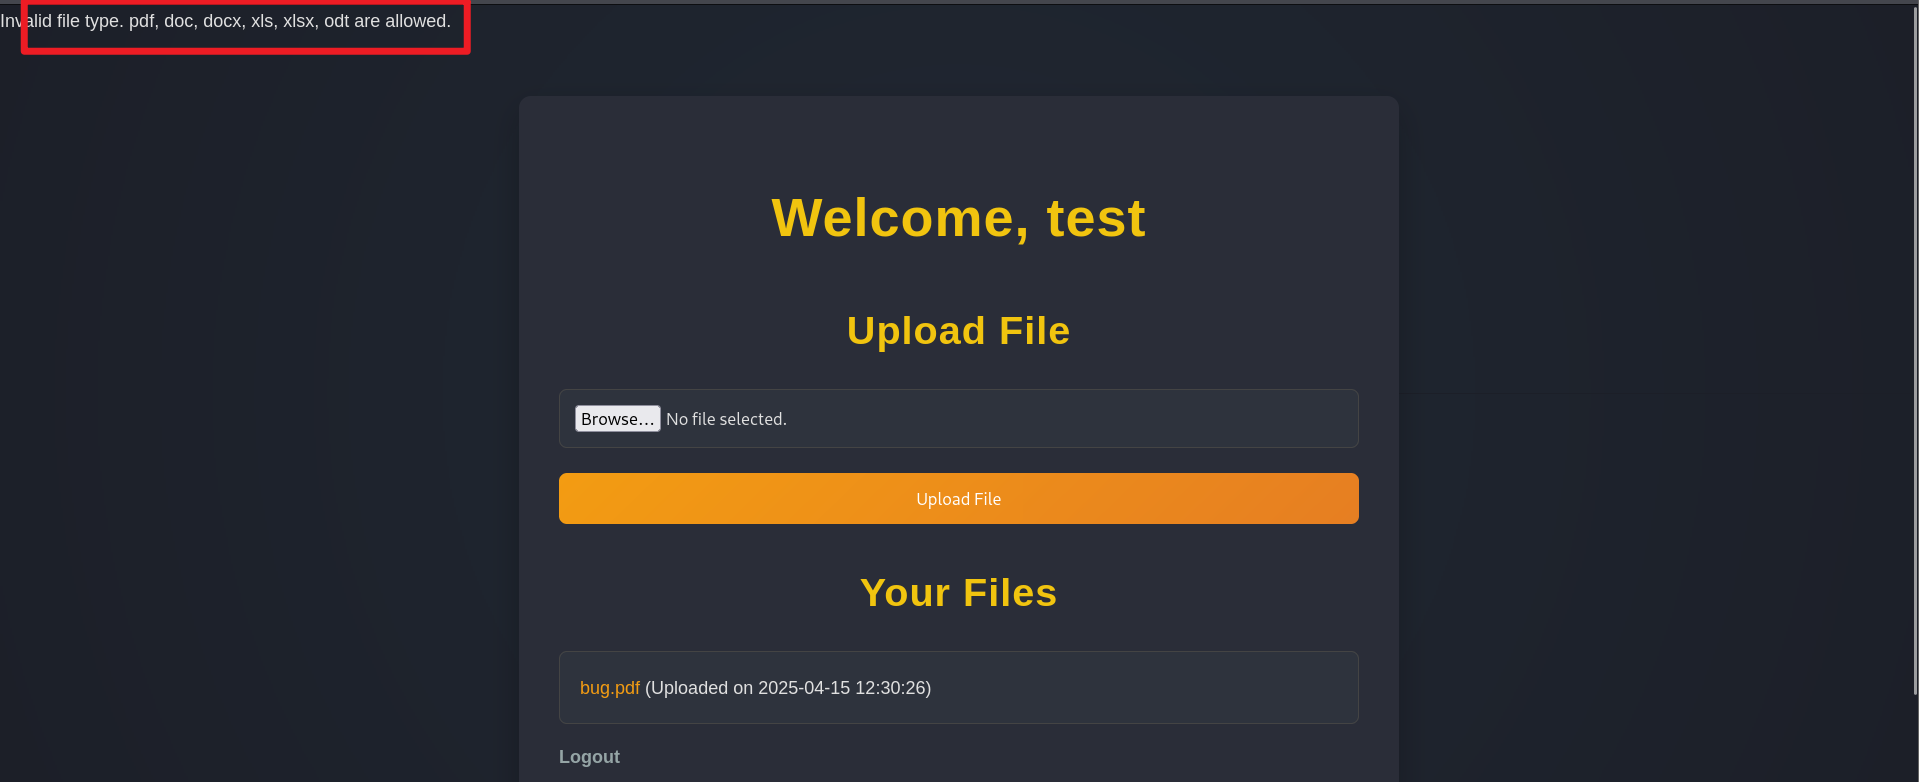 Invalid file type. pdf, doc, docx, xls, xlsx, odt are allowed.
Welcome, test
Upload File
Browse... No file selected.
Upload File
Your Files
bug.pdf (Uploaded on 2025-04-15 12:30:26)
Logout